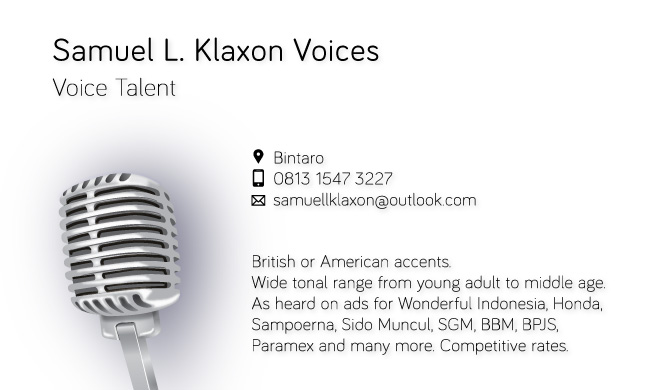 Samuel L. Klaxon Voices
Voice Talent
Bintaro
0813 1547 3227
samuellklaxon@outlook.com
British or American accents.
Wide tonal range from young adult to middle age.
As heard on ads for Wonderful Indonesia, Honda,
Sampoerna, Sido Muncul, SGM, BBM, BPJS,
Paramex and many more. Competitive rates.